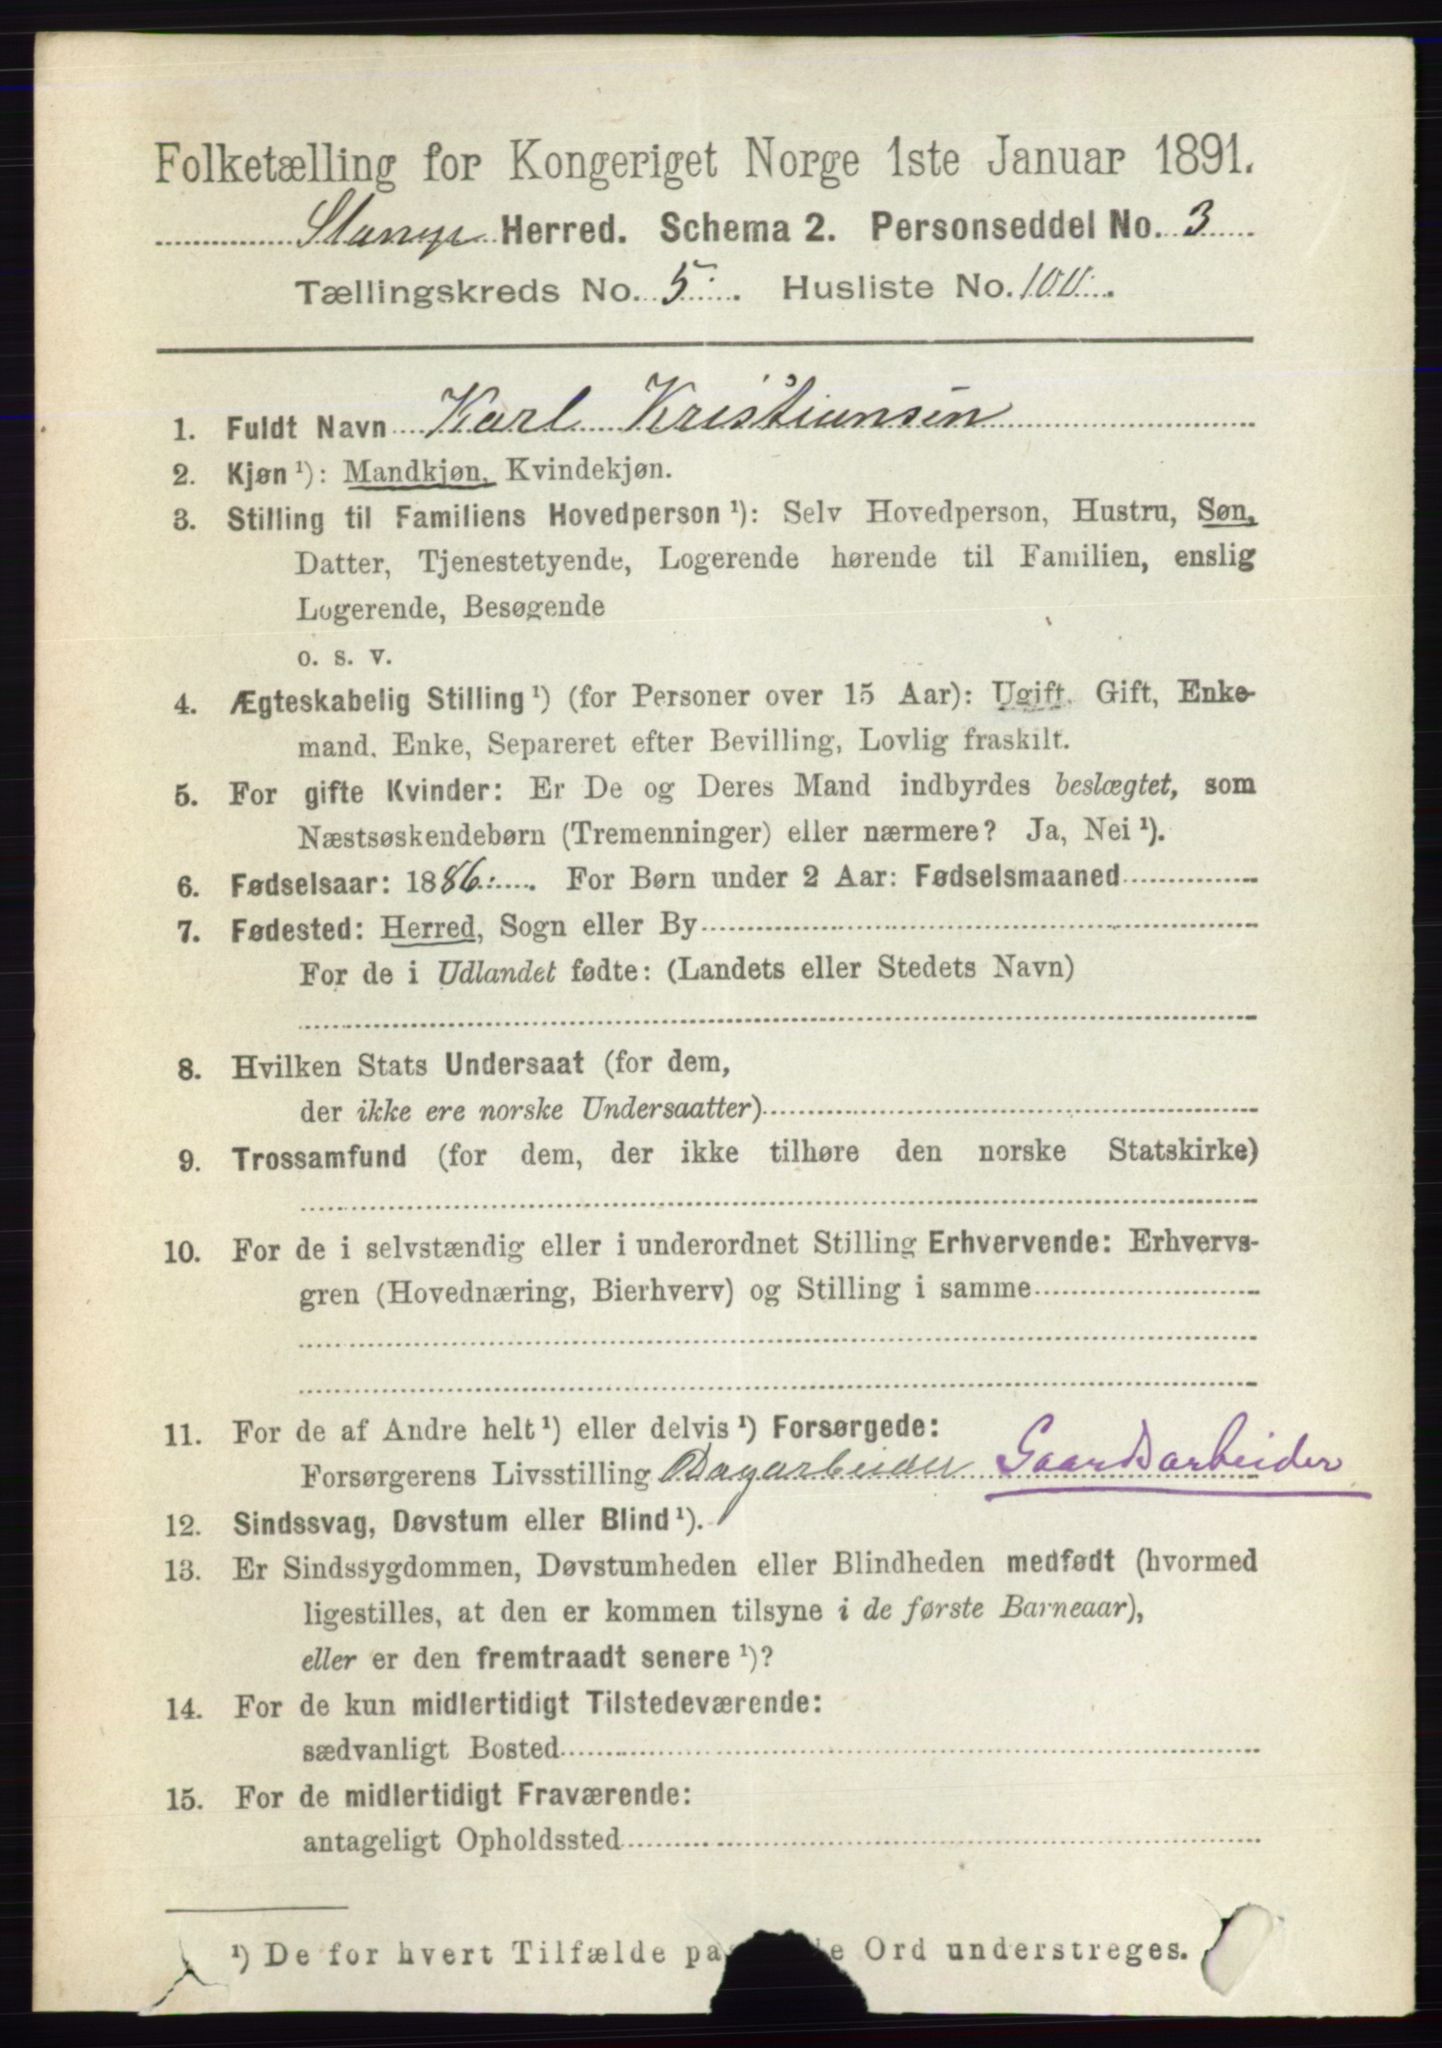 Folketælling for Kongeriget Norge 1ste Januar 1891.
Stange Herred. Schema 2. Personseddel No. 3
Tællingskreds No. 5. Husliste No. 100.
1. Fuldt Navn Karl Kristiansen
2. Kjøn ¹): Mandkjøn, Kvindekjøn.
3. Stilling til Familiens Hovedperson ¹): Selv Hovedperson, Hustru, Søn,
Datter, Tjenestetyende, Logerende hørende til Familien, enslig
Logerende, Besøgende
o. s. v.
4. Ægteskabelig Stilling ¹) (for Personer over 15 Aar): Ugift, Gift, Enke-
mand, Enke, Separeret efter Bevilling, Lovlig fraskilt.
5. For gifte Kvinder: Er De og Deres Mand indbyrdes beslægtet, som
Næstsøskendebørn (Tremenninger) eller nærmere? Ja, Nei ¹).
6. Fødselsaar: 1886. For Børn under 2 Aar: Fødselsmaaned
7. Fødested: Herred, Sogn eller By
For de i Udlandet fødte: (Landets eller Stedets Navn)
8. Hvilken Stats Undersaat (for dem,
der ikke ere norske Undersaatter)
9. Trossamfund (for dem, der ikke tilhøre den norske Statskirke)
10. For de i selvstændig eller i underordnet Stilling Erhvervende: Erhvervs-
gren (Hovednæring, Bierhverv) og Stilling i samme
11. For de af Andre helt ¹) eller delvis ¹) Forsørgede:
Forsørgerens Livsstilling Dagarbeider Gaardsarbeider
12. Sindssvag, Døvstum eller Blind ¹).
13. Er Sindssygdommen, Døvstumheden eller Blindheden medfødt (hvormed
ligestilles, at den er kommen tilsyne i de første Barneaar),
eller er den fremtraadt senere ¹)?
14. For de kun midlertidigt Tilstedeværende:
sædvanligt Bosted
15. For de midlertidigt Fraværende:
antageligt Opholdssted
¹) De for hvert Tilfælde pa de Ord understreges.